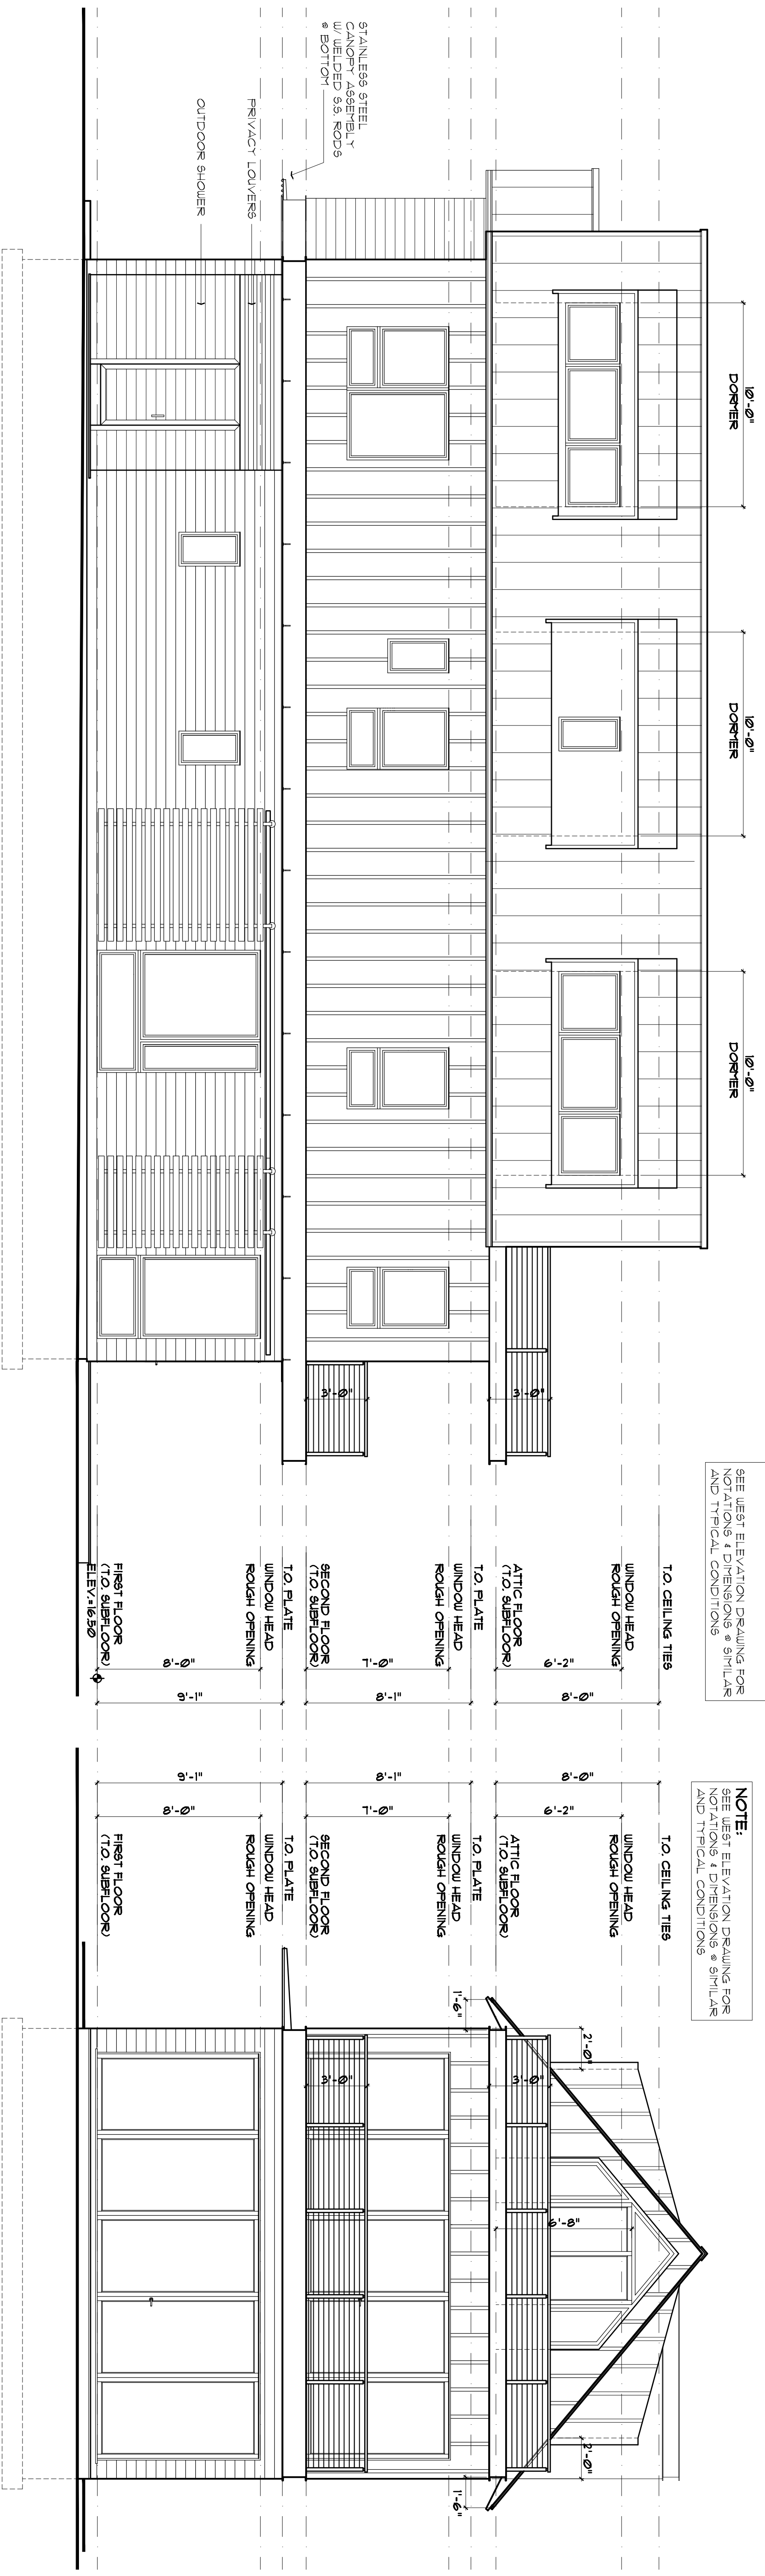 STAINLESS STEEL
CANOPY ASSEMBLY
W/ WELDED S.S. RODS
@ BOTTOM
PRIVACY LOUVERS
OUTDOOR SHOWER
10'-0"
DORMER
10'-0"
DORMER
10'-0"
DORMER
3'-0"
3'-0"
SEE WEST ELEVATION DRAWING FOR
NOTATIONS & DIMENSIONS @ SIMILAR
AND TYPICAL CONDITIONS
T.O. CEILING TIES
WINDOW HEAD
ROUGH OPENING
ATTIC FLOOR
(T.O. SUBFLOOR)
T.O. PLATE
WINDOW HEAD
ROUGH OPENING
SECOND FLOOR
(T.O. SUBFLOOR)
T.O. PLATE
WINDOW HEAD
ROUGH OPENING
FIRST FLOOR
(T.O. SUBFLOOR)
ELEV.=16.50
6'-2"
8'-0"
7'-0"
8'-1"
8'-0"
9'-1"
NOTE:
SEE WEST ELEVATION DRAWING FOR
NOTATIONS & DIMENSIONS @ SIMILAR
AND TYPICAL CONDITIONS
8'-0"
6'-2"
8'-1"
7'-0"
9'-1"
8'-0"
T.O. CEILING TIES
WINDOW HEAD
ROUGH OPENING
ATTIC FLOOR
(T.O. SUBFLOOR)
T.O. PLATE
WINDOW HEAD
ROUGH OPENING
SECOND FLOOR
(T.O. SUBFLOOR)
T.O. PLATE
WINDOW HEAD
ROUGH OPENING
FIRST FLOOR
(T.O. SUBFLOOR)
2'-0"
1'-6"
3'-0"
3'-0"
6'-8"
2'-0"
1'-6"